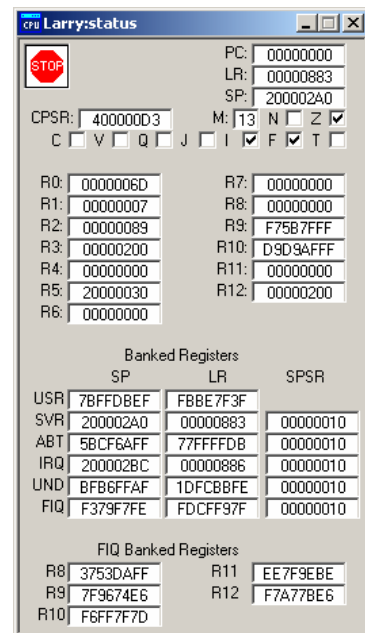 CPU Larry:status
STOP
PC: 00000000
LR: 00000883
SP: 200002A0
CPSR: 400000D3 M: 13 N Z
C V Q J I F T
R0: 0000006D R7: 00000000
R1: 00000007 R8: 00000000
R2: 00000089 R9: F75B7FFF
R3: 00000200 R10: D9D9AFFF
R4: 00000000 R11: 00000000
R5: 20000030 R12: 00000200
R6: 00000000
Banked Registers
SP LR SPSR
USR 7BFFDBEF FBBE7F3F
SVR 200002A0 00000883 00000010
ABT 5BCF6AFF 77FFFFDB 00000010
IRQ 200002BC 00000886 00000010
UND BFB6FFAF 1DFCBBFE 00000010
FIQ F379F7FE FDCFF97F 00000010
FIQ Banked Registers
R8 3753DAFF R11 EE7F9EBE
R9 7F9674E6 R12 F7A77BE6
R10 F6FF7F7D